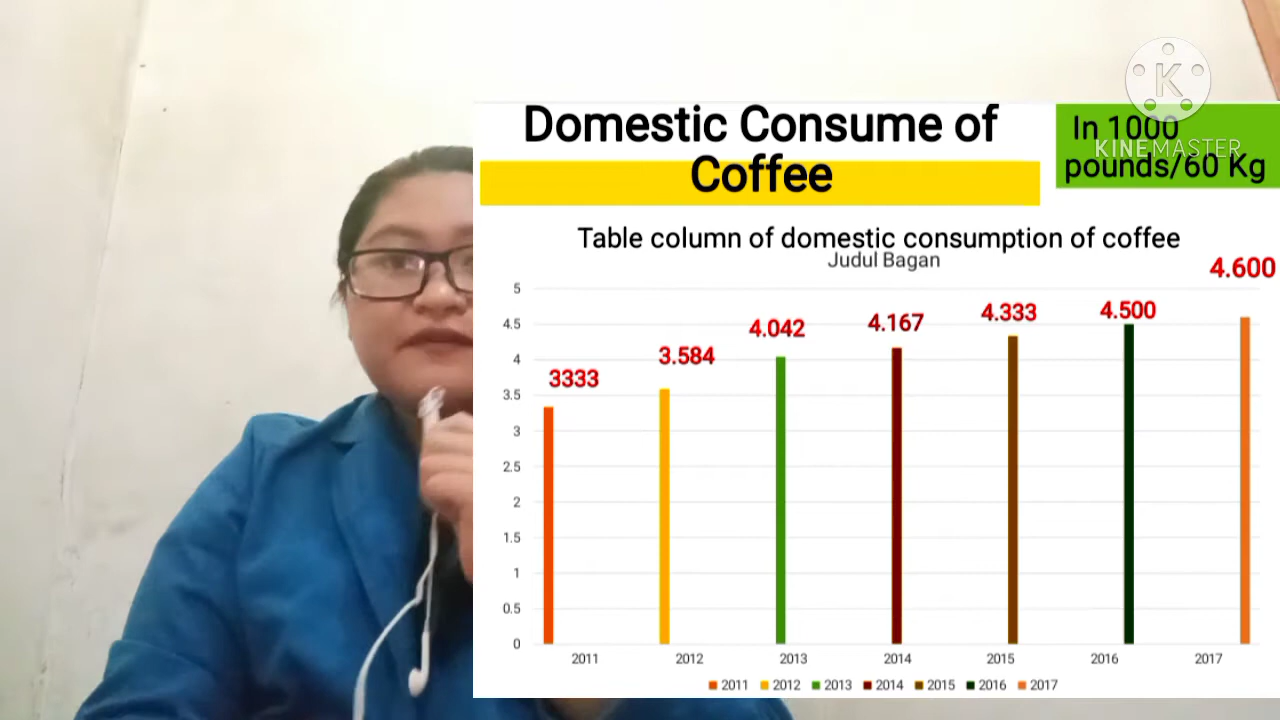 Domestic Consume of
Coffee
In 1000
pounds/60 Kg
K
KINEMASTER
Table column of domestic consumption of coffee
Judul Bagan
4.600
5
4.5
4
3.5
3
2.5
2
1.5
1
0.5
0
3333
3.584
4.042
4.167
4.333
4.500
2011 2012 2013 2014 2015 2016 2017
2011 2012 2013 2014 2015 2016 2017